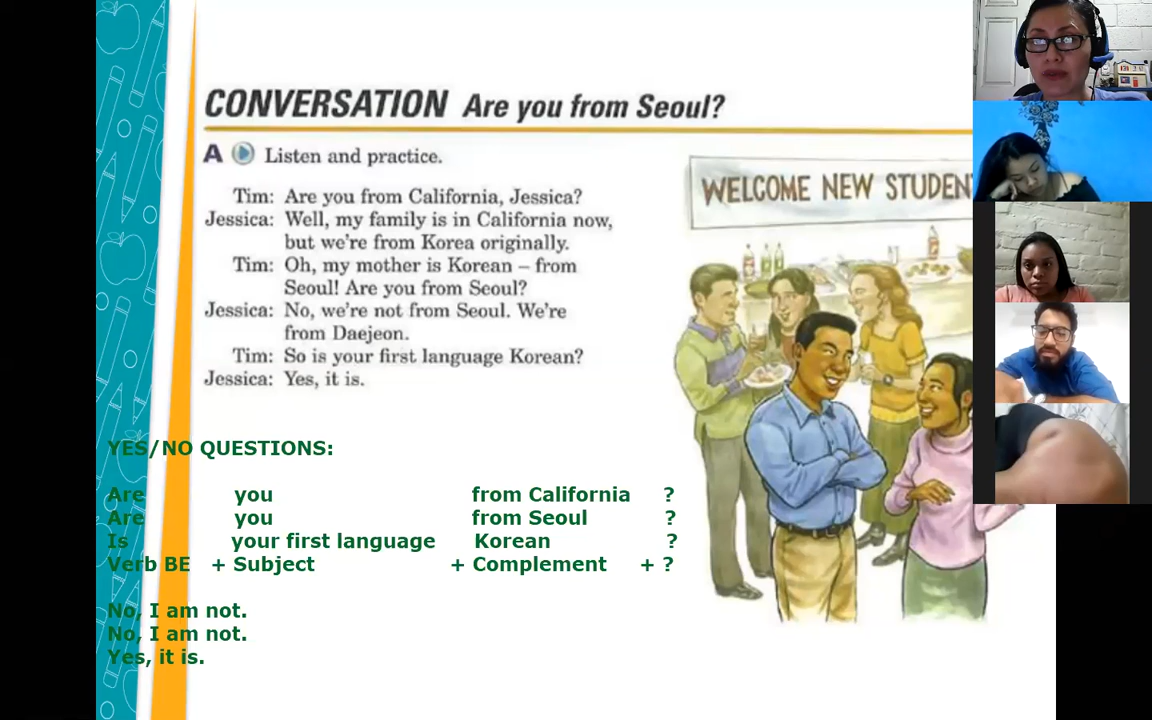 CONVERSATION Are you from Seoul?
A Listen and practice.
Tim: Are you from California, Jessica?
Jessica: Well, my family is in California now,
but we're from Korea originally.
Tim: Oh, my mother is Korean – from
Seoul! Are you from Seoul?
Jessica: No, we're not from Seoul. We're
from Daejeon.
Tim: So is your first language Korean?
Jessica: Yes, it is.
WELCOME NEW STUDEN
YES/NO QUESTIONS:
Are you from California ?
Are you from Seoul ?
Is your first language Korean ?
Verb BE + Subject + Complement + ?
No, I am not.
No, I am not.
Yes, it is.